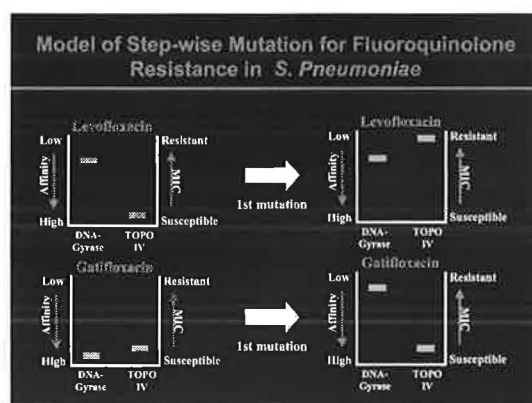 Model of Step-wise Mutation for Fluoroquinolone
Resistance in S. Pneumoniae
Levofloxacin
Low
Resistant
Affinity
MIC
High
Susceptible
DNA-
Gyrase
TOPO
IV
1st mutation
Levofloxacin
Low
Resistant
Affinity
MIC
High
Susceptible
DNA-
Gyrase
TOPO
IV
Gatifloxacin
Low
Resistant
Affinity
MIC
High
Susceptible
DNA-
Gyrase
TOPO
IV
1st mutation
Gatifloxacin
Low
Resistant
Affinity
MIC
High
Susceptible
DNA-
Gyrase
TOPO
IV